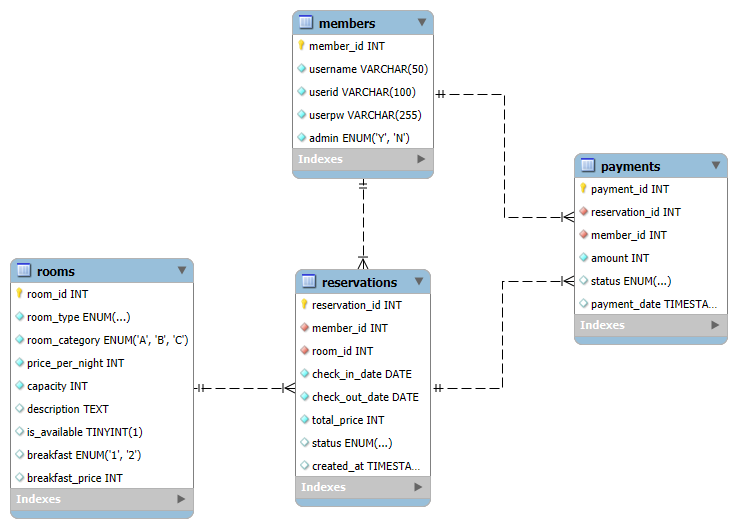 members
member_id INT
username VARCHAR(50)
userid VARCHAR(100)
userpw VARCHAR(255)
admin ENUM('Y', 'N')
Indexes
payments
payment_id INT
reservation_id INT
member_id INT
amount INT
status ENUM(...)
payment_date TIMESTA...
Indexes
rooms
room_id INT
room_type ENUM(...)
room_category ENUM('A', 'B', 'C')
price_per_night INT
capacity INT
description TEXT
is_available TINYINT(1)
breakfast ENUM('1', '2')
breakfast_price INT
Indexes
reservations
reservation_id INT
member_id INT
room_id INT
check_in_date DATE
check_out_date DATE
total_price INT
status ENUM(...)
created_at TIMESTA...
Indexes